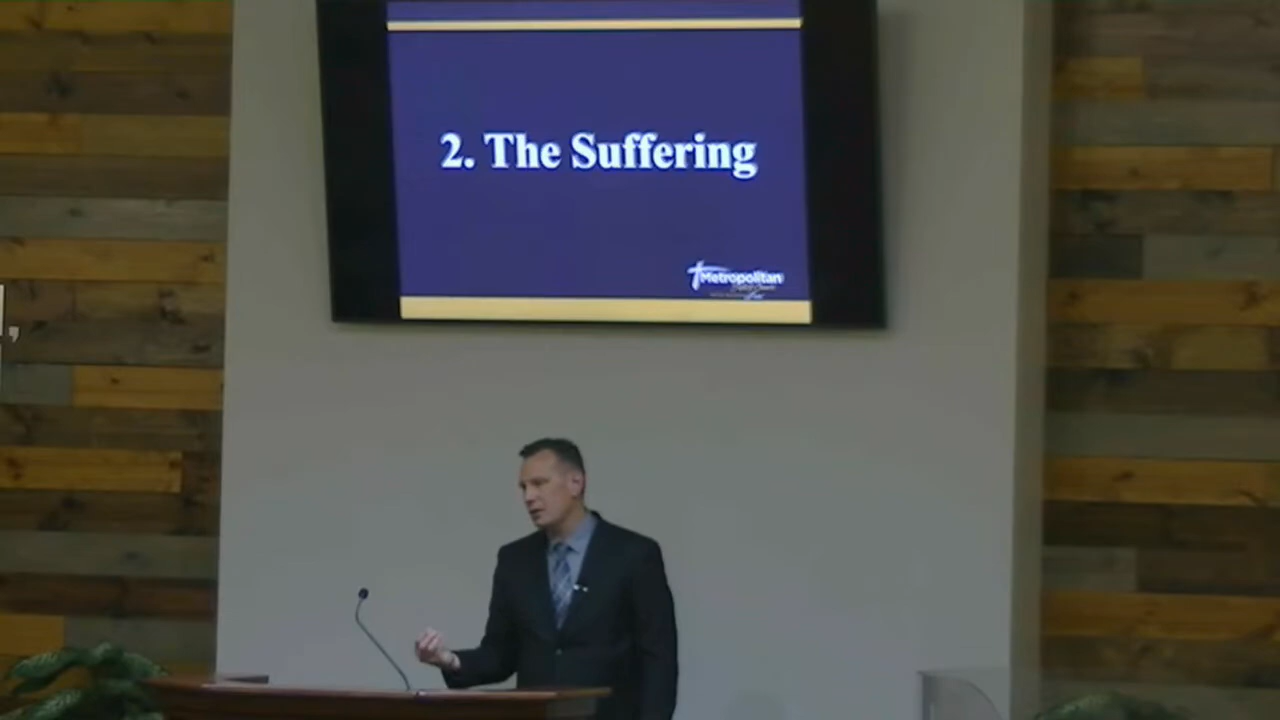 2. The Suffering
Metropolitan
,